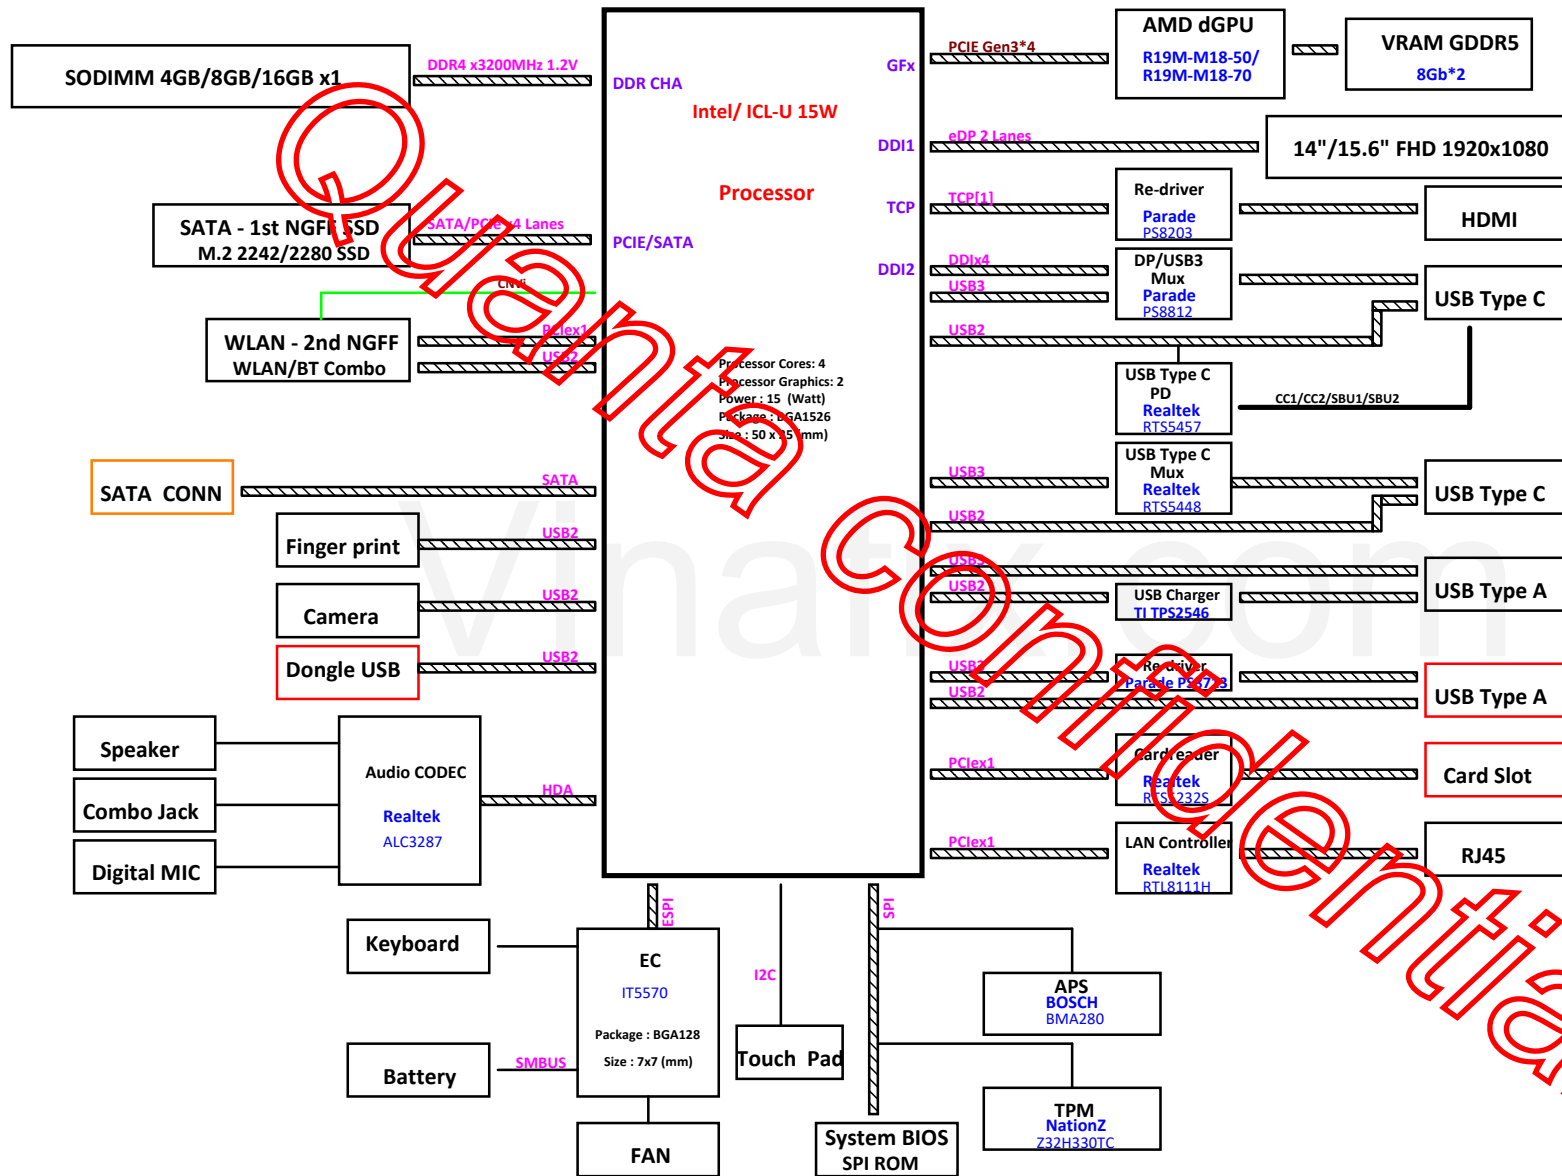 SODIMM 4GB/8GB/16GB x1
DDR4 x3200MHz 1.2V
DDR CHA
Intel/ ICL-U 15W
Processor
GFx
PCIE Gen3*4
AMD dGPU
R19M-M18-50/
R19M-M18-70
VRAM GDDR5
8Gb*2
DDI1
eDP 2 Lanes
14"/15.6" FHD 1920x1080
TCP
TCP[1]
Re-driver
Parade
PS8203
HDMI
SATA - 1st NGFF SSD
M.2 2242/2280 SSD
SATA/PCIe x4 Lanes
PCIE/SATA
DDI2
DDIx4
USB3
DP/USB3
Mux
Parade
PS8812
USB Type C
USB2
CNVi
WLAN - 2nd NGFF
WLAN/BT Combo
PCIex1
USB2
Processor Cores: 4
Processor Graphics: 2
Power : 15 (Watt)
Package : BGA1526
Size : 50 x 25 (mm)
USB Type C
PD
Realtek
RTS5457
CC1/CC2/SBU1/SBU2
USB Type C
Mux
Realtek
RTS5448
USB3
USB2
USB Type C
SATA CONN
SATA
Finger print
USB2
Camera
USB2
Dongle USB
USB2
USB3
USB2
USB Charger
TI TPS2546
USB Type A
USB3
USB2
Re-driver
Parade PS8713
USB Type A
Speaker
Combo Jack
Digital MIC
Audio CODEC
Realtek
ALC3287
HDA
PCIex1
Cardreader
Realtek
RTS5232S
Card Slot
PCIex1
LAN Controller
Realtek
RTL8111H
RJ45
ESPI
SPI
I2C
Keyboard
EC
IT5570
Package : BGA128
Size : 7x7 (mm)
Battery
SMBUS
FAN
Touch Pad
System BIOS
SPI ROM
APS
BOSCH
BMA280
TPM
NationZ
Z32H330TC
Quanta confidential
Vinafix.com